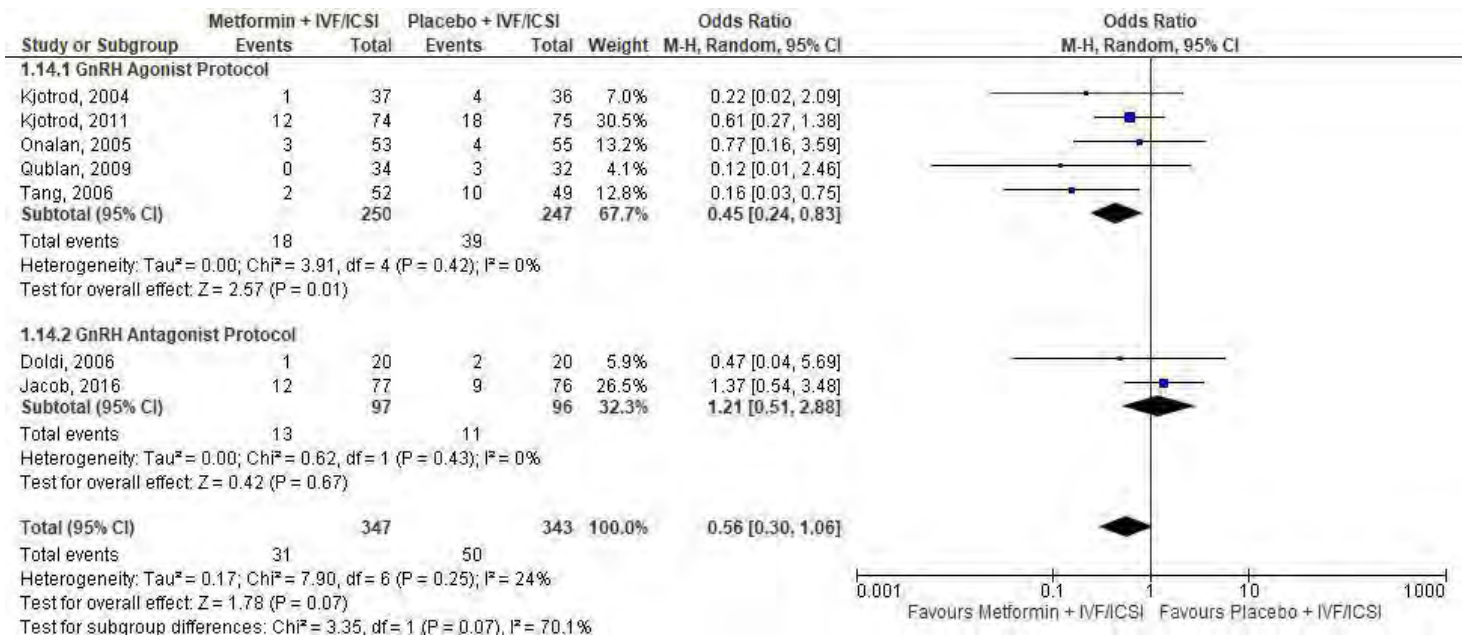 Metformin + IVF/ICSI Placebo + IVF/ICSI Odds Ratio Odds Ratio
Study or Subgroup Events Total Events Total Weight M-H, Random, 95% CI M-H, Random, 95% CI
1.14.1 GnRH Agonist Protocol
Kjotrod, 2004 1 37 4 36 7.0% 0.22 [0.02, 2.09]
Kjotrod, 2011 12 74 18 75 30.5% 0.61 [0.27, 1.38]
Onalan, 2005 3 53 4 55 13.2% 0.77 [0.16, 3.59]
Qublan, 2009 0 34 3 32 4.1% 0.12 [0.01, 2.46]
Tang, 2006 2 52 10 49 12.8% 0.16 [0.03, 0.75]
Subtotal (95% CI) 250 247 67.7% 0.45 [0.24, 0.83]
Total events 18 39
Heterogeneity: Tau² = 0.00; Chi² = 3.91, df = 4 (P = 0.42); I² = 0%
Test for overall effect: Z = 2.57 (P = 0.01)
1.14.2 GnRH Antagonist Protocol
Doldi, 2006 1 20 2 20 5.9% 0.47 [0.04, 5.69]
Jacob, 2016 12 77 9 76 26.5% 1.37 [0.54, 3.48]
Subtotal (95% CI) 97 96 32.3% 1.21 [0.51, 2.88]
Total events 13 11
Heterogeneity: Tau² = 0.00; Chi² = 0.62, df = 1 (P = 0.43); I² = 0%
Test for overall effect: Z = 0.42 (P = 0.67)
Total (95% CI) 347 343 100.0% 0.56 [0.30, 1.06]
Total events 31 50
Heterogeneity: Tau² = 0.17; Chi² = 7.90, df = 6 (P = 0.25); I² = 24%
Test for overall effect: Z = 1.78 (P = 0.07)
Test for subgroup differences: Chi² = 3.35, df = 1 (P = 0.07), I² = 70.1%
0.001 0.1 1 10 1000
Favours Metformin + IVF/ICSI Favours Placebo + IVF/ICSI